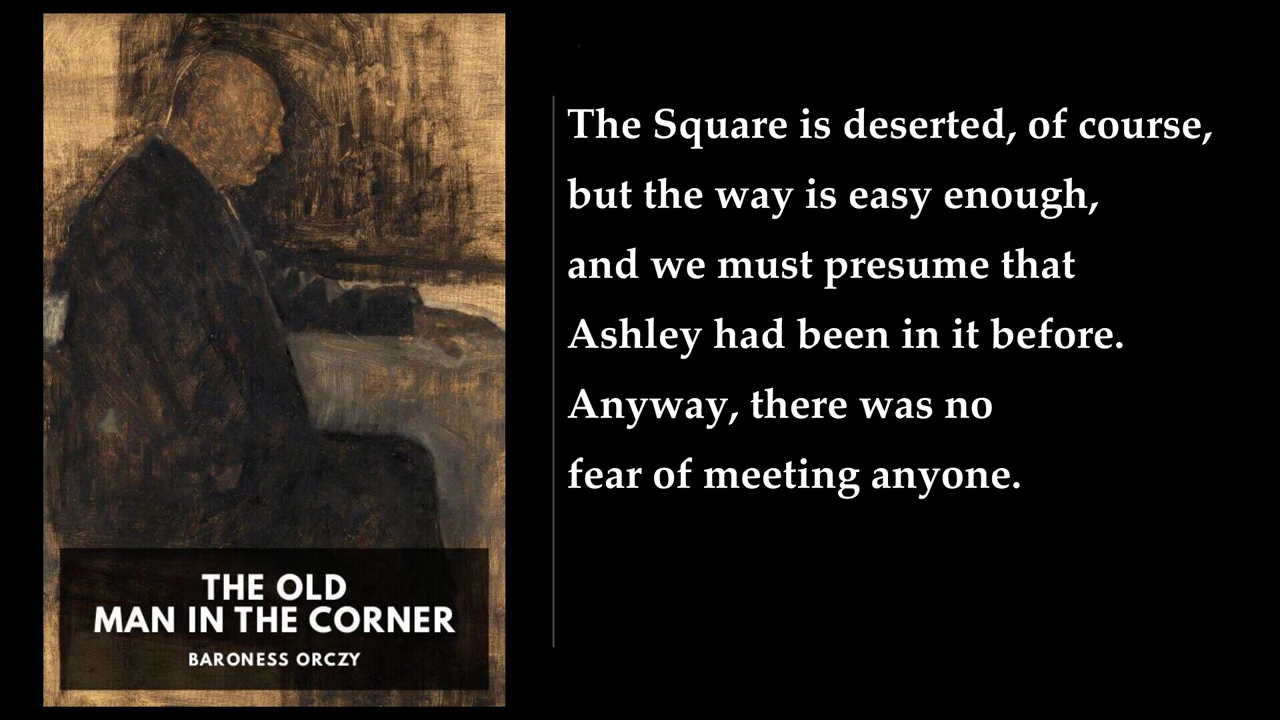 The Square is deserted, of course,
but the way is easy enough,
and we must presume that
Ashley had been in it before.
Anyway, there was no
fear of meeting anyone.
THE OLD
MAN IN THE CORNER
BARONESS ORCZY